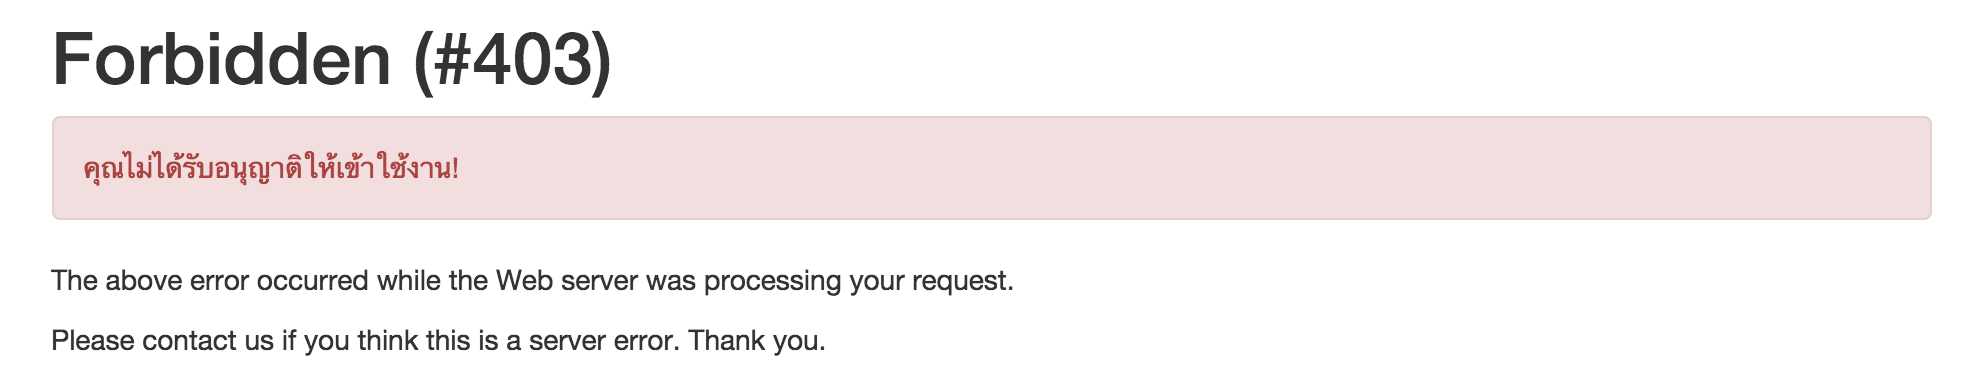 Forbidden (#403)
คุณไม่ได้รับอนุญาติให้เข้าใช้งาน!
The above error occurred while the Web server was processing your request.
Please contact us if you think this is a server error. Thank you.